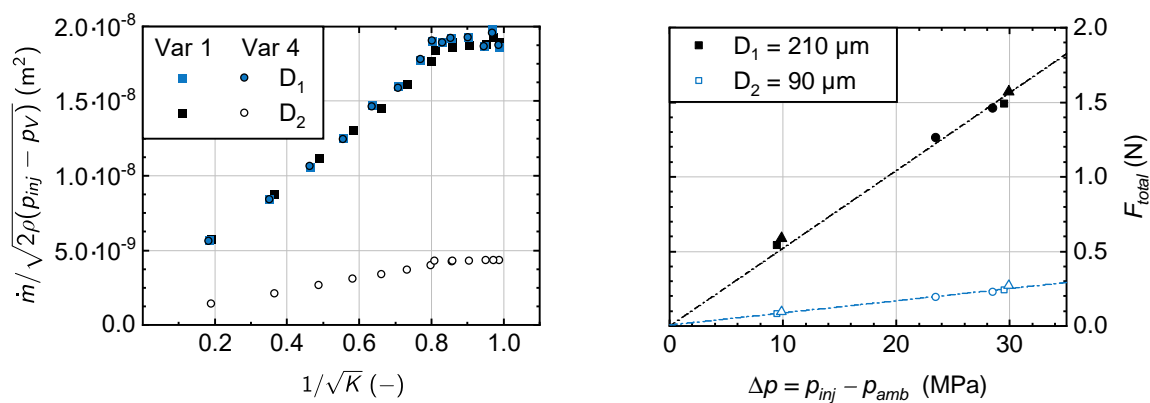 2.0·10⁻⁸
1.5·10⁻⁸
1.0·10⁻⁸
5.0·10⁻⁹
0.0
ṁ/√2ρ(p_inj − pv) (m²)
Var 1 Var 4
D₁
D₂
0.2 0.4 0.6 0.8 1.0
1/√K (−)
D₁ = 210 µm
D₂ = 90 µm
2.0
1.5
1.0
0.5
0.0
F_total (N)
0 10 20 30
Δp = p_inj − p_amb (MPa)